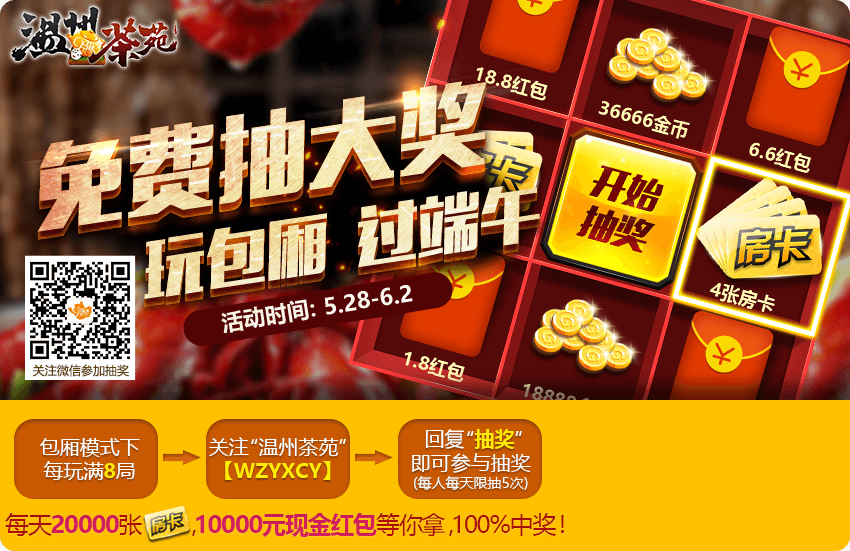 温州茶苑
免费抽大奖
玩包厢 过端午
活动时间: 5.28-6.2
关注微信参加抽奖
18.8红包
36666金币
6.6红包
房卡
开始
抽奖
房卡
4张房卡
1.8红包
包厢模式下
每玩满8局
关注“温州茶苑”
【WZYXCY】
回复“抽奖”
即可参与抽奖
(每人每天限抽5次)
每天20000张 房卡 ,10000元现金红包等你拿 ,100%中奖!